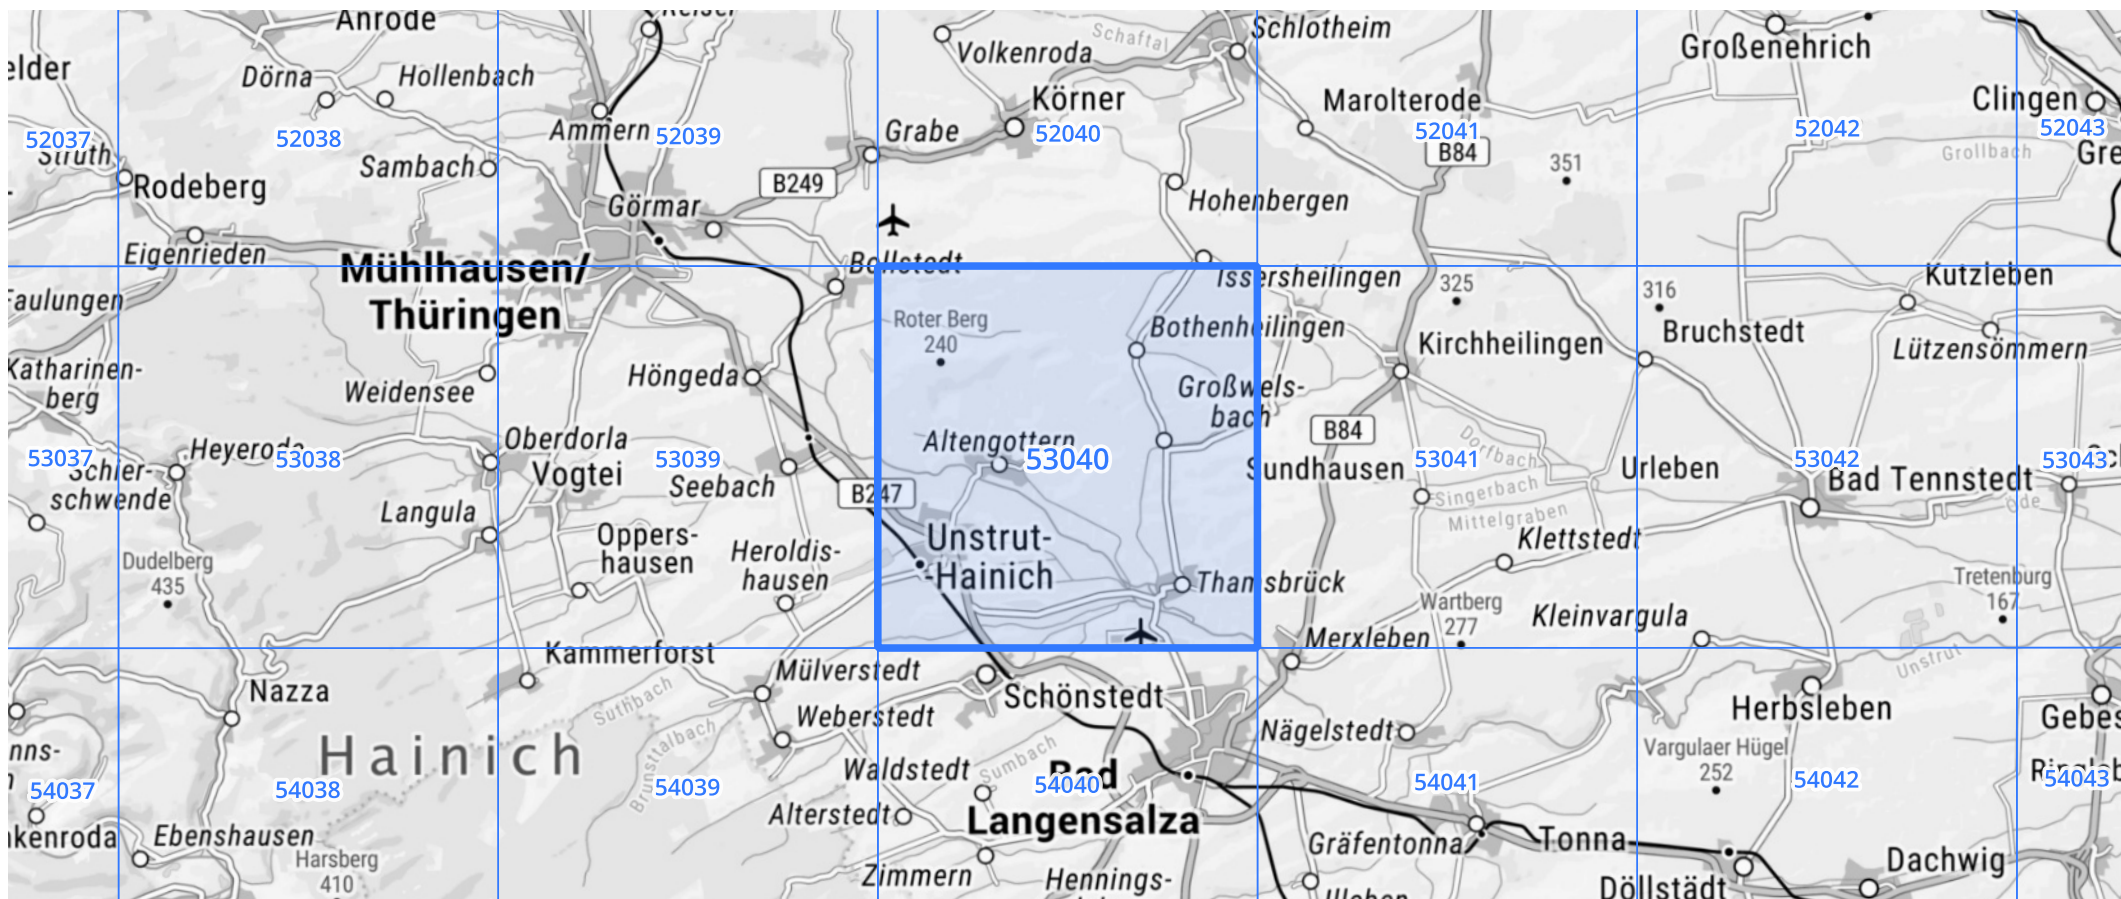 Anrode
Schlotheim
Volkenroda
Schaftal
Großenehrich
Dörna
Hollenbach
Körner
Marolterode
Clingen
Ammern
Grabe
52037
52038
52039
52040
52041
52042
52043
Struth
Sambach
B84
351
Grollbach
Rodeberg
B249
Görmar
Hohenbergen
Eigenrieden
Mühlhausen/
Thüringen
Bollstedt
Issersheilingen
325
316
Kutzleben
Roter Berg
240
Bothenheilingen
Kirchheilingen
Bruchstedt
Lützensömmern
Katharinen-
berg
Weidensee
Höngeda
Großwels-
bach
B84
Heyerode
Oberdorla
Altengottern
Dorfbach
53037
53038
53039
53040
53041
53042
53043
Schier-
schwende
Vogtei
Seebach
B247
Sundhausen
Urleben
Bad Tennstedt
Singerbach
Mittelgraben
Öde
Langula
Oppers-
hausen
Heroldis-
hausen
Unstrut-
-Hainich
Klettstedt
Dudelberg
435
Thamsbrück
Wartberg
277
Kleinvargula
Tretenburg
167
Kammerforst
Merxleben
Unstrut
Mülverstedt
Nazza
Suthbach
Schönstedt
Weberstedt
Nägelstedt
Herbsleben
Hainich
Brunstalbach
Waldstedt
Sumbach
Vargulaer Hügel
252
54037
54038
54039
54040
54041
54042
54043
Bad
Langensalza
Alterstedt
Ebenshausen
Harsberg
410
Gräfentonna
Tonna
Dachwig
Zimmern
Hennings-
Döllstädt